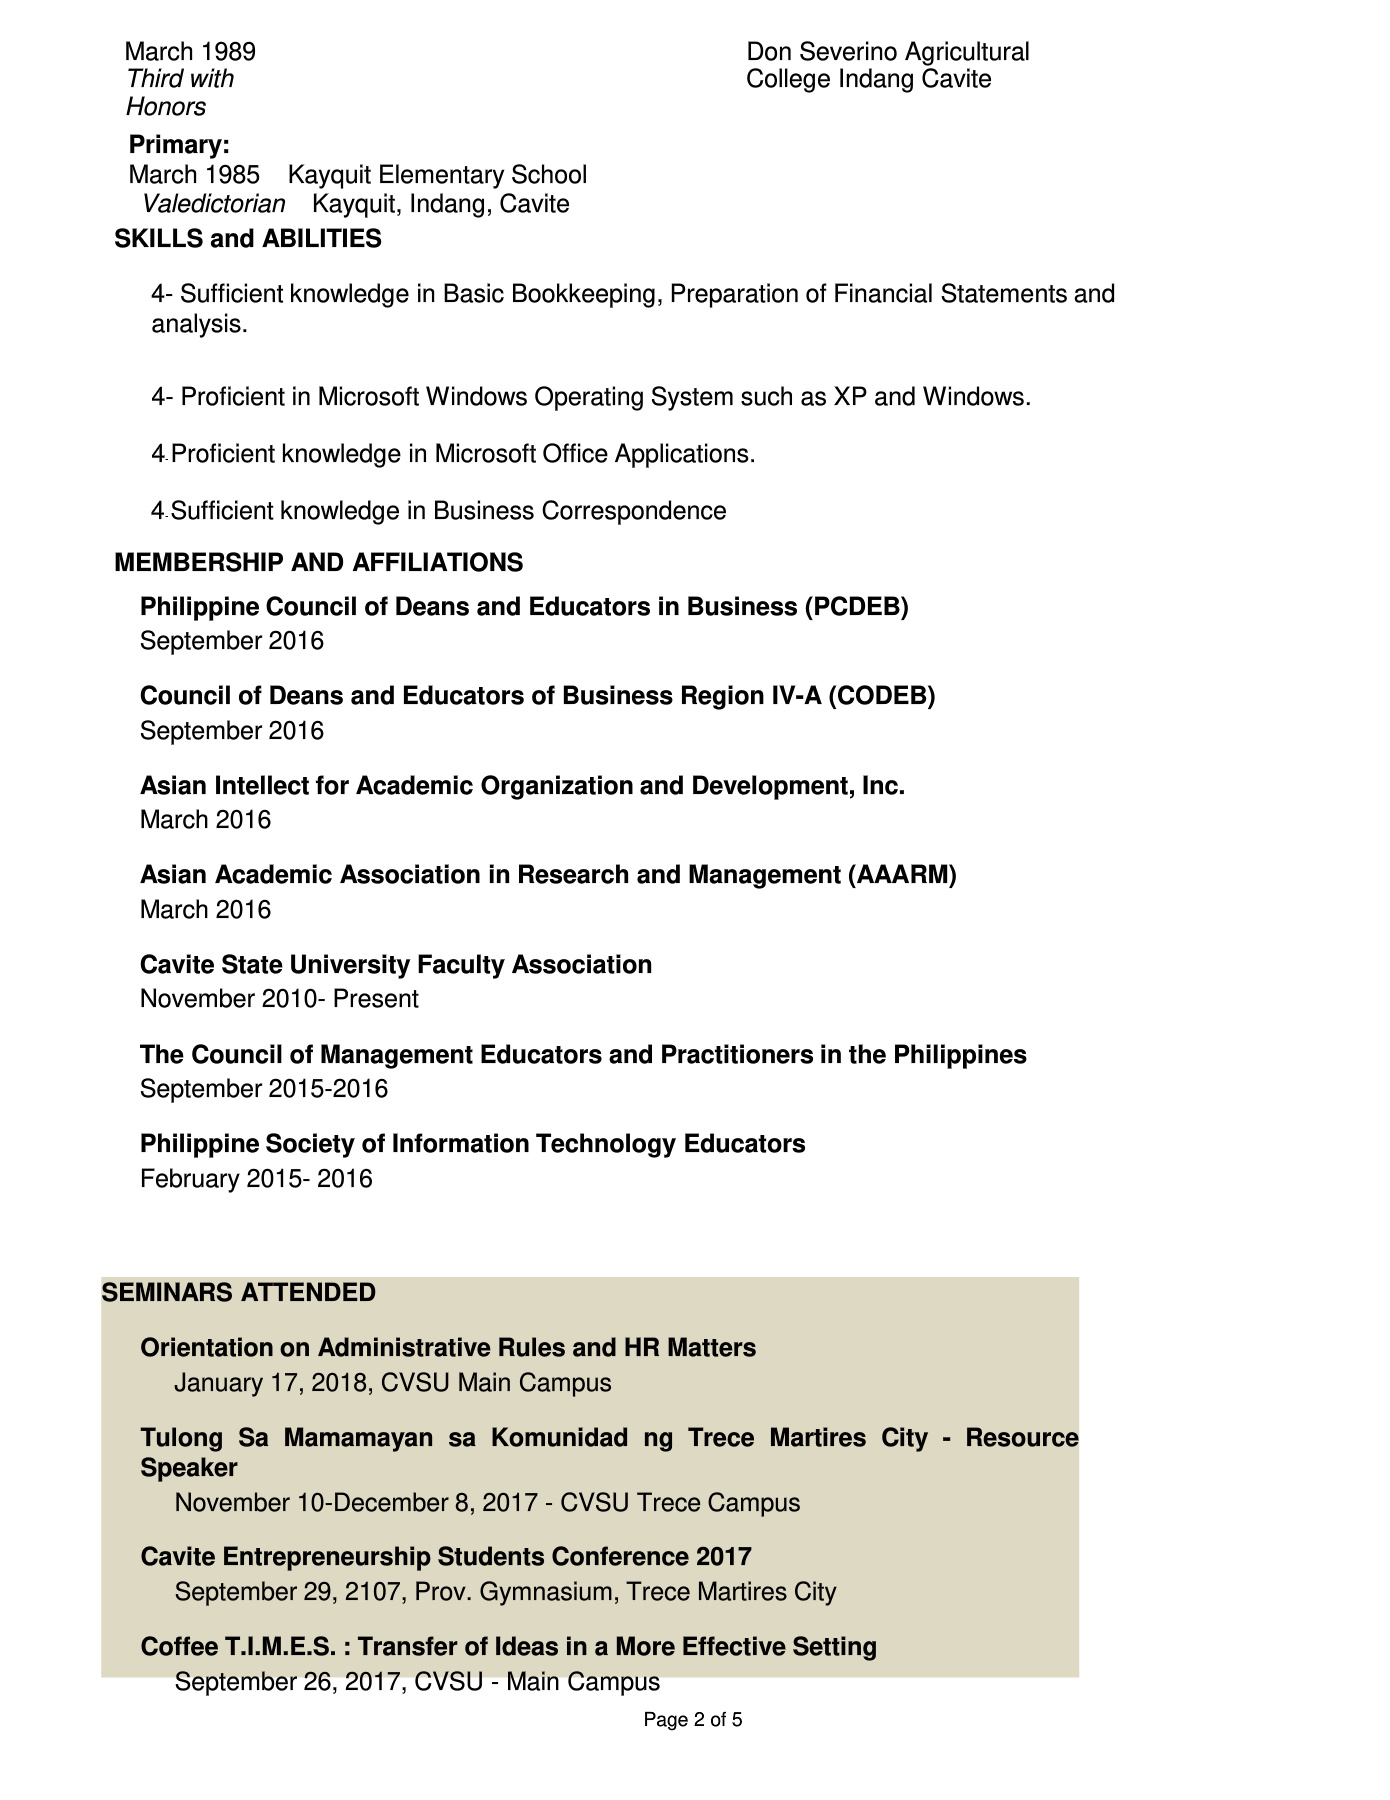 March 1989 Don Severino Agricultural
Third with College Indang Cavite
Honors
Primary:
March 1985 Kayquit Elementary School
Valedictorian Kayquit, Indang, Cavite
SKILLS and ABILITIES
4- Sufficient knowledge in Basic Bookkeeping, Preparation of Financial Statements and
analysis.
4- Proficient in Microsoft Windows Operating System such as XP and Windows.
4.Proficient knowledge in Microsoft Office Applications.
4.Sufficient knowledge in Business Correspondence
MEMBERSHIP AND AFFILIATIONS
Philippine Council of Deans and Educators in Business (PCDEB)
September 2016
Council of Deans and Educators of Business Region IV-A (CODEB)
September 2016
Asian Intellect for Academic Organization and Development, Inc.
March 2016
Asian Academic Association in Research and Management (AAARM)
March 2016
Cavite State University Faculty Association
November 2010- Present
The Council of Management Educators and Practitioners in the Philippines
September 2015-2016
Philippine Society of Information Technology Educators
February 2015- 2016
SEMINARS ATTENDED
Orientation on Administrative Rules and HR Matters
January 17, 2018, CVSU Main Campus
Tulong Sa Mamamayan sa Komunidad ng Trece Martires City - Resource
Speaker
November 10-December 8, 2017 - CVSU Trece Campus
Cavite Entrepreneurship Students Conference 2017
September 29, 2107, Prov. Gymnasium, Trece Martires City
Coffee T.I.M.E.S. : Transfer of Ideas in a More Effective Setting
September 26, 2017, CVSU - Main Campus
Page 2 of 5